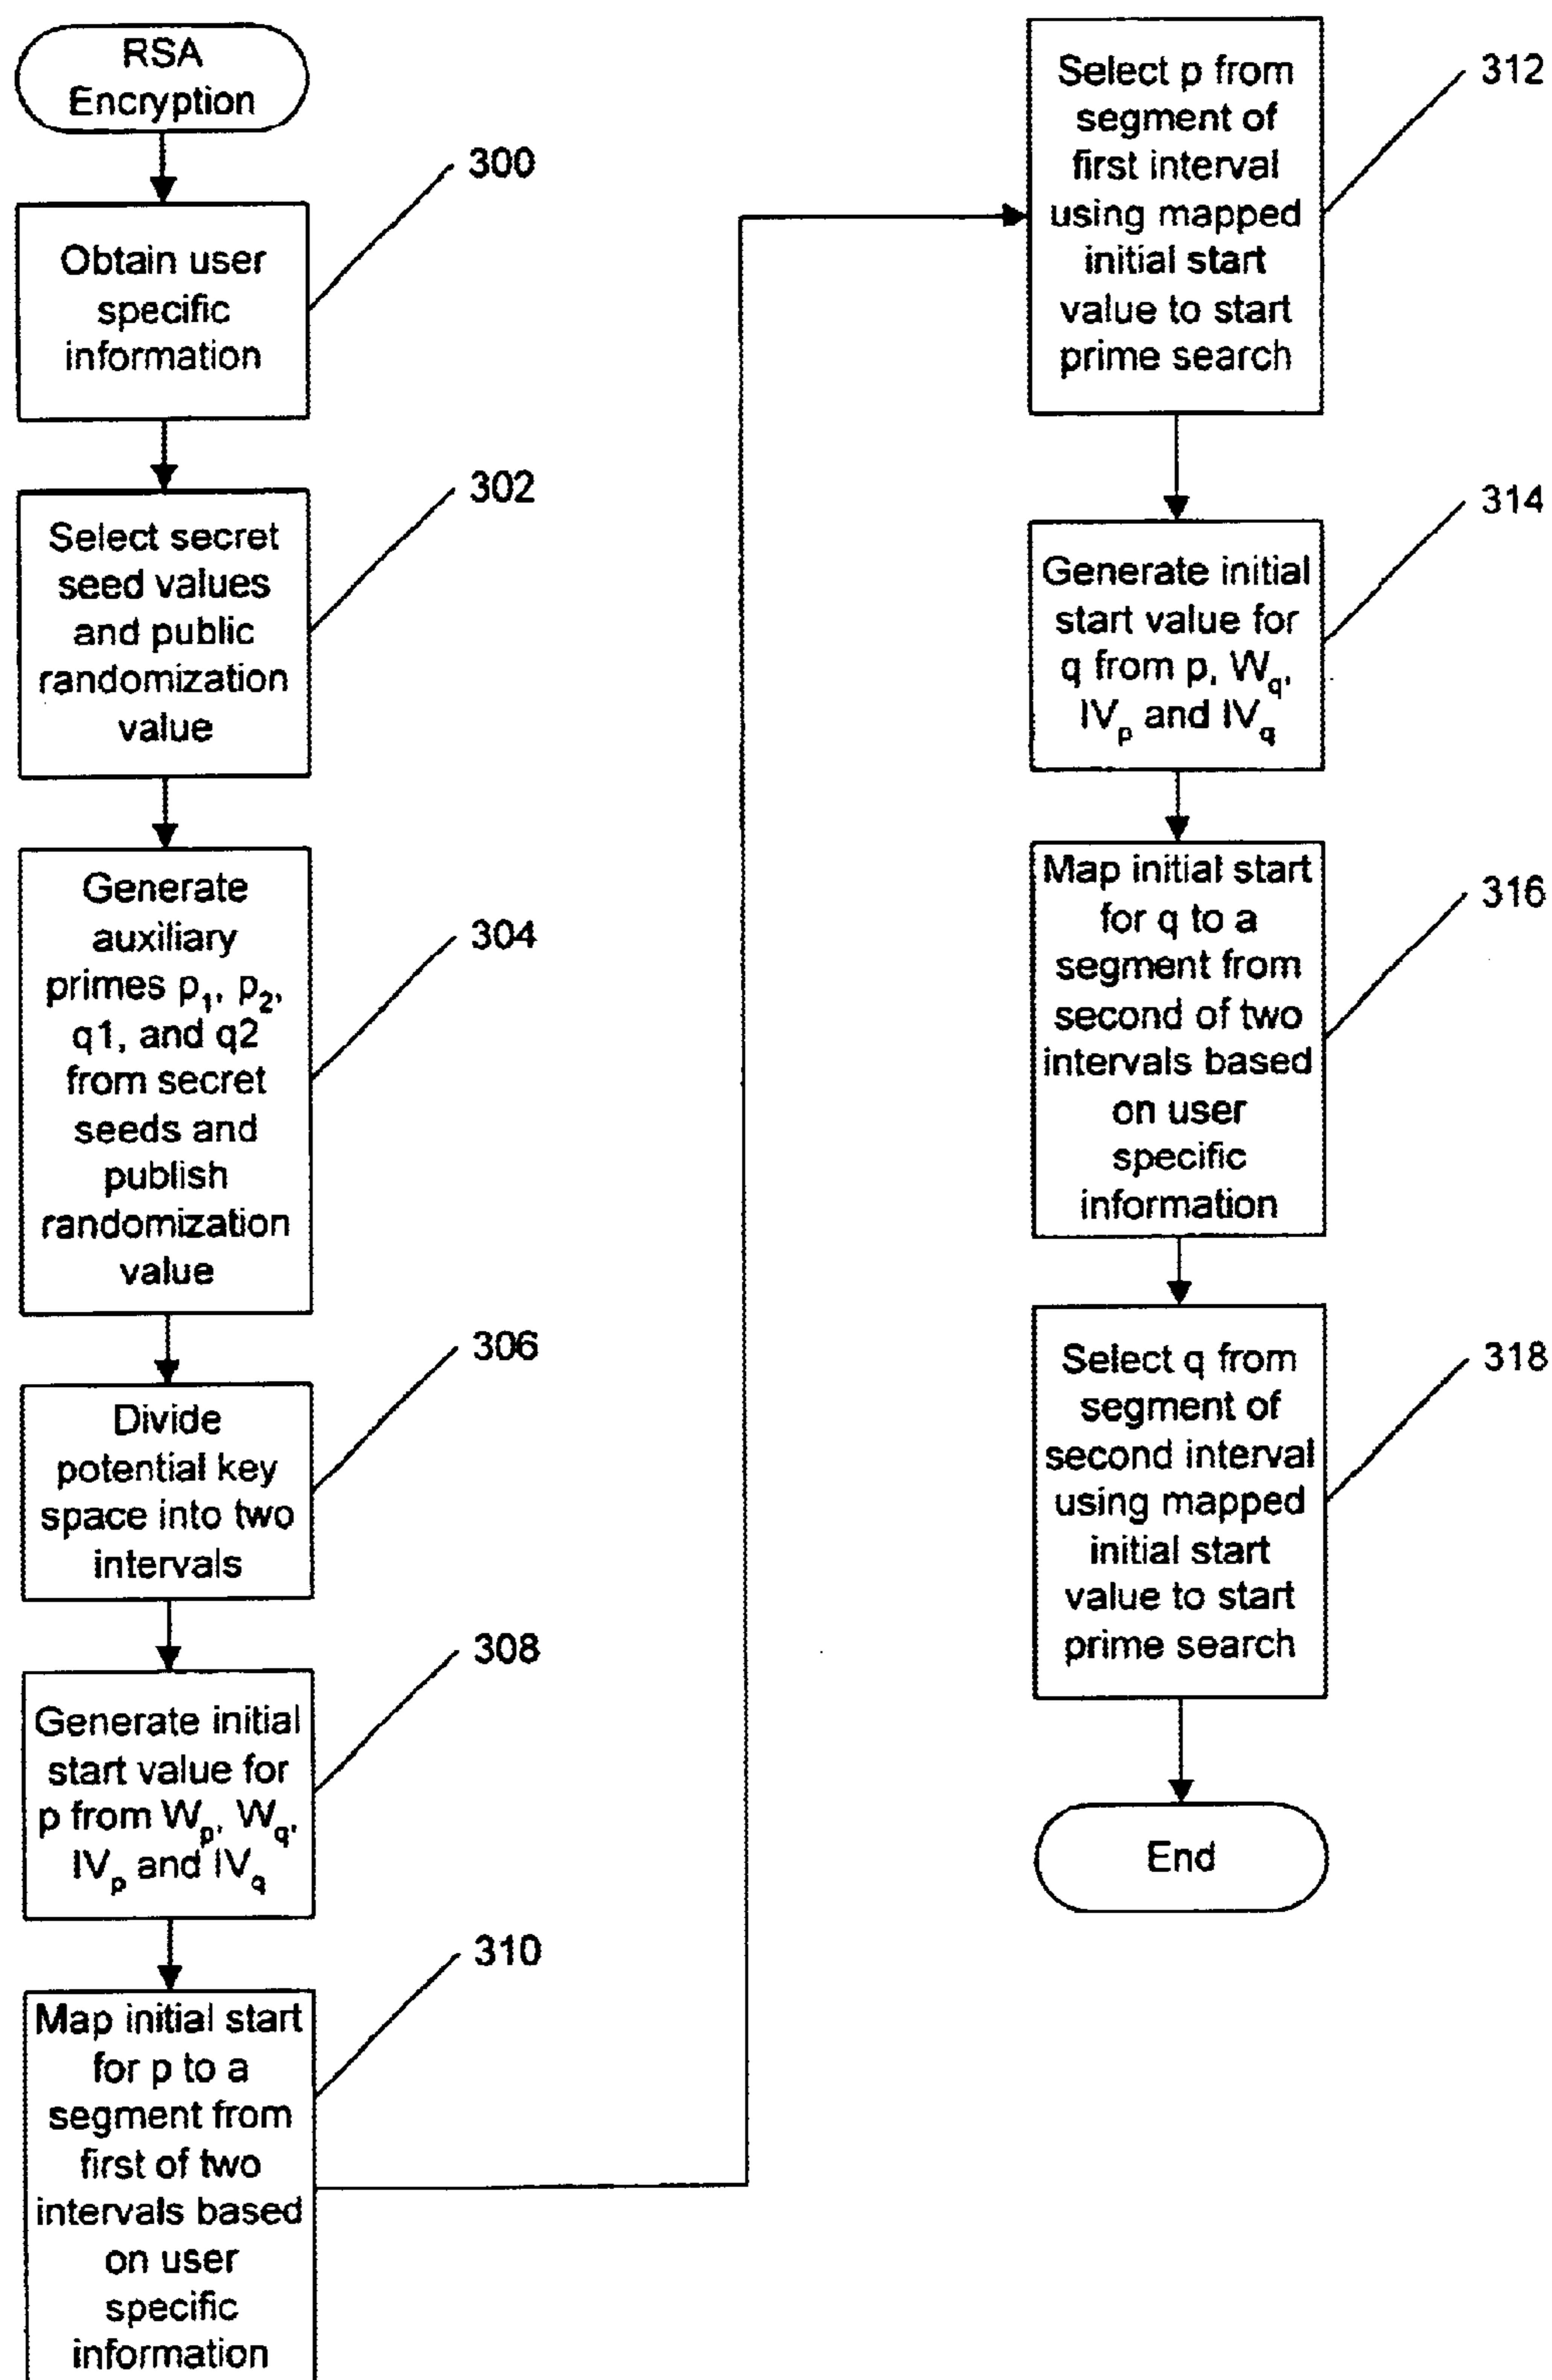 RSA
Encryption
300
Obtain user
specific
information
302
Select secret
seed values
and public
randomization
value
304
Generate
auxiliary
primes p₁, p₂,
q1, and q2
from secret
seeds and
publish
randomization
value
306
Divide
potential key
space into two
intervals
308
Generate initial
start value for
p from Wₚ, W_q,
IVₚ and IV_q
310
Map initial start
for p to a
segment from
first of two
intervals based
on user
specific
information
312
Select p from
segment of
first interval
using mapped
initial start
value to start
prime search
314
Generate initial
start value for
q from p, W_q,
IVₚ and IV_q
316
Map initial start
for q to a
segment from
second of two
intervals based
on user
specific
information
318
Select q from
segment of
second interval
using mapped
initial start
value to start
prime search
End